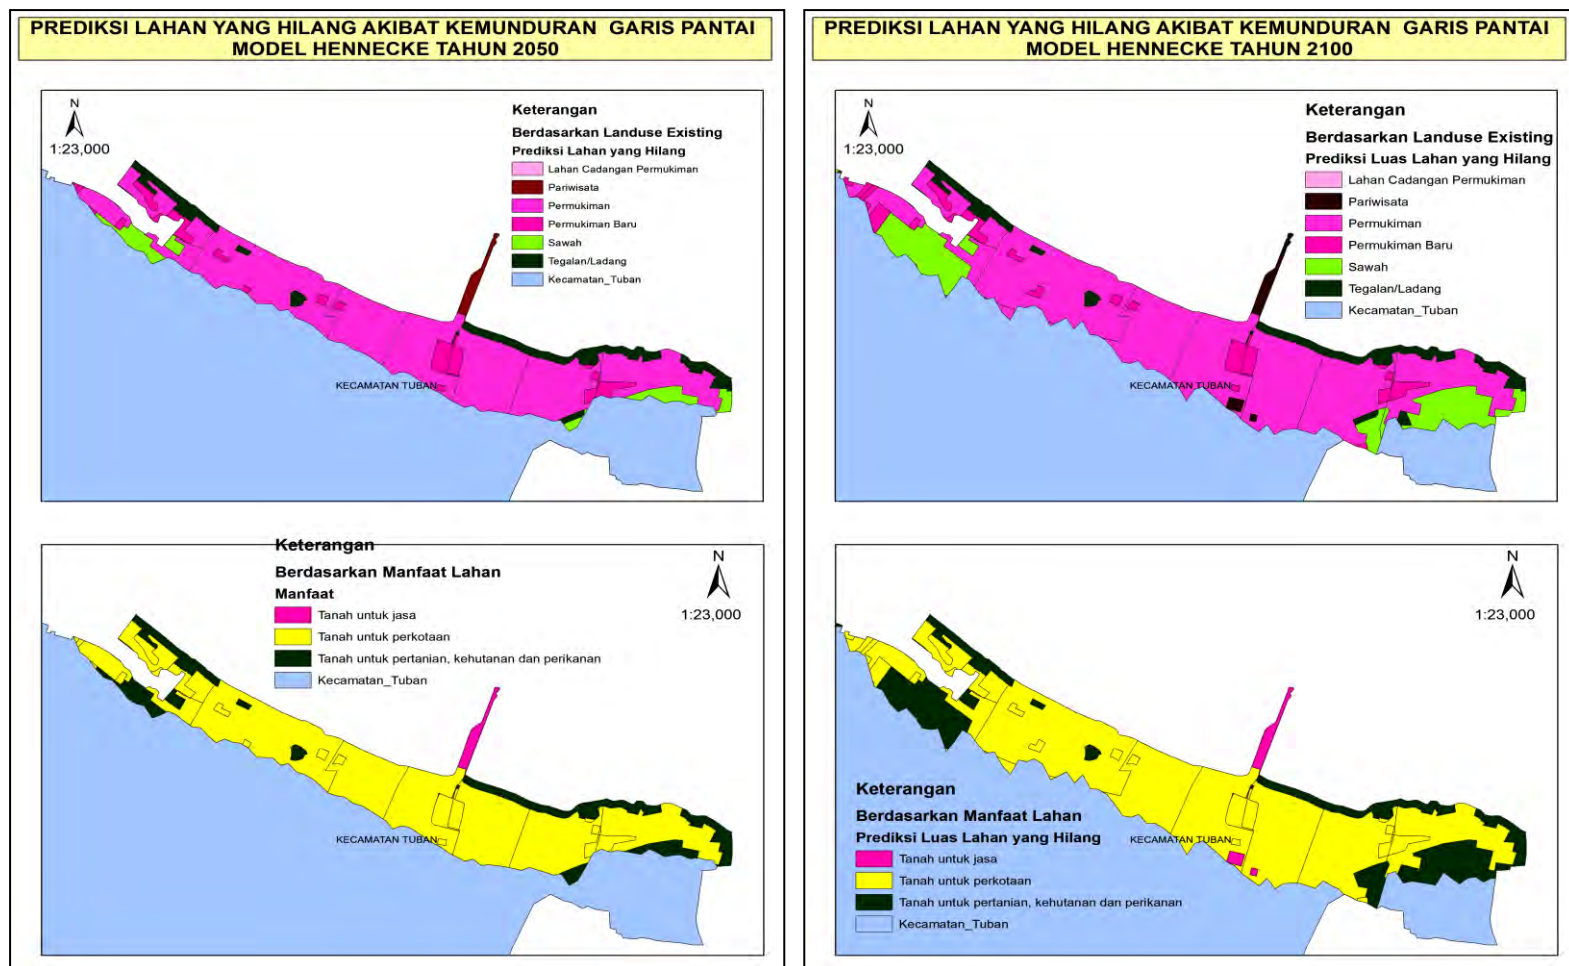 PREDIKSI LAHAN YANG HILANG AKIBAT KEMUNDURAN GARIS PANTAI
MODEL HENNECKE TAHUN 2050
N
1:23,000
Keterangan
Berdasarkan Landuse Existing
Prediksi Lahan yang Hilang
Lahan Cadangan Permukiman
Pariwisata
Permukiman
Permukiman Baru
Sawah
Tegalan/Ladang
Kecamatan_Tuban
KECAMATAN TUBAN
Keterangan
Berdasarkan Manfaat Lahan
Manfaat
Tanah untuk jasa
Tanah untuk perkotaan
Tanah untuk pertanian, kehutanan dan perikanan
Kecamatan_Tuban
N
1:23,000
KECAMATAN TUBAN
PREDIKSI LAHAN YANG HILANG AKIBAT KEMUNDURAN GARIS PANTAI
MODEL HENNECKE TAHUN 2100
N
1:23,000
Keterangan
Berdasarkan Landuse Existing
Prediksi Luas Lahan yang Hilang
Lahan Cadangan Permukiman
Pariwisata
Permukiman
Permukiman Baru
Sawah
Tegalan/Ladang
Kecamatan_Tuban
KECAMATAN TUBAN
N
1:23,000
Keterangan
Berdasarkan Manfaat Lahan
Prediksi Luas Lahan yang Hilang
Tanah untuk jasa
Tanah untuk perkotaan
Tanah untuk pertanian, kehutanan dan perikanan
Kecamatan_Tuban
KECAMATAN TUBAN